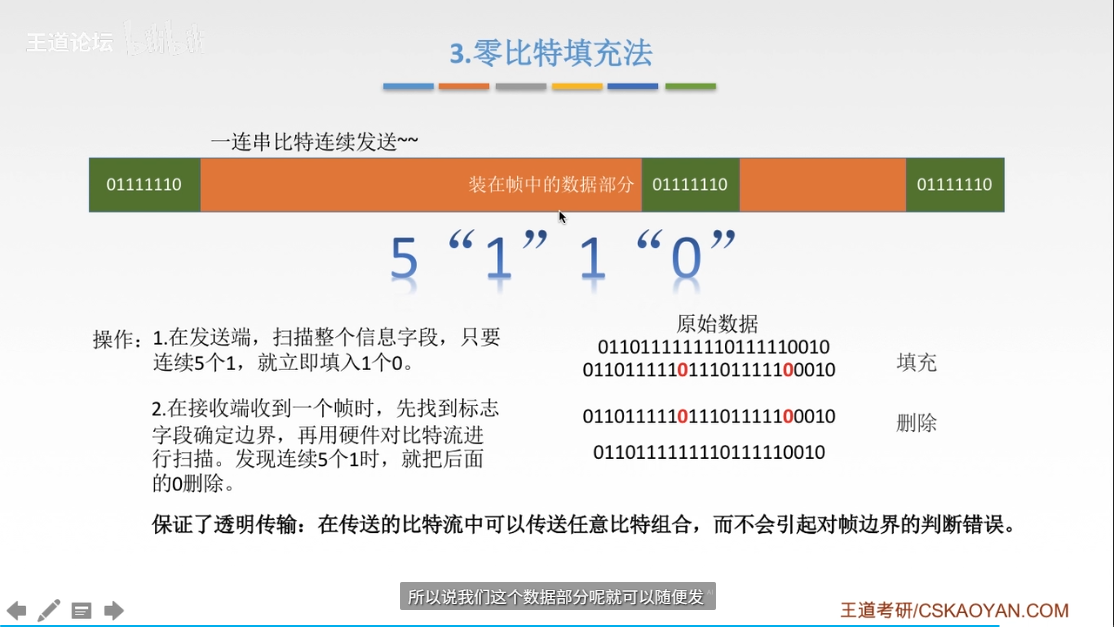 王道论坛
3.零比特填充法
一连串比特连续发送~~
01111110 装在帧中的数据部分 01111110 01111110
5“1”1“0”
操作：1.在发送端，扫描整个信息字段，只要
连续5个1，就立即填入1个0。
2.在接收端收到一个帧时，先找到标志
字段确定边界，再用硬件对比特流进
行扫描。发现连续5个1时，就把后面
的0删除。
原始数据
0110111111110111110010
011011111011101111100010 填充
011011111011101111100010 删除
0110111111110111110010
保证了透明传输：在传送的比特流中可以传送任意比特组合，而不会引起对帧边界的判断错误。
所以说我们这个数据部分呢就可以随便发
王道考研/CSKAOYAN.COM